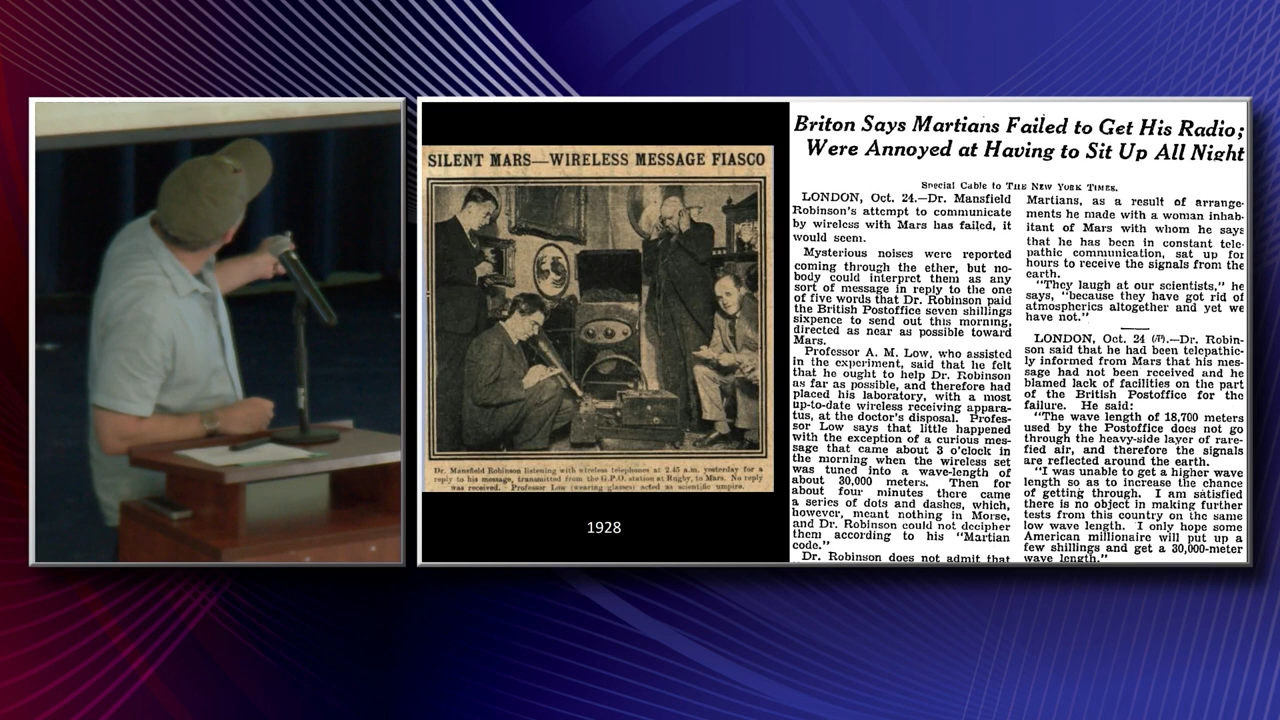 SILENT MARS—WIRELESS MESSAGE FIASCO
Dr. Mansfield Robinson listening with wireless telephones at 2.45 a.m. yesterday for a
reply to his message, transmitted from the G.P.O. station at Rugby, to Mars. No reply
was received. Professor Low (wearing glasses) acted as scientific umpire.
1928
Briton Says Martians Failed to Get His Radio;
Were Annoyed at Having to Sit Up All Night
Special Cable to THE NEW YORK TIMES.
LONDON, Oct. 24.—Dr. Mansfield
Robinson's attempt to communicate
by wireless with Mars has failed, it
would seem.
Mysterious noises were reported
coming through the ether, but no-
body could interpret them as any
sort of message in reply to the one
of five words that Dr. Robinson paid
the British Postoffice seven shillings
sixpence to send out this morning,
directed as near as possible toward
Mars.
Professor A. M. Low, who assisted
in the experiment, said that he felt
that he ought to help Dr. Robinson
as far as possible, and therefore had
placed his laboratory, with a most
up-to-date wireless receiving appara-
tus, at the doctor's disposal. Profes-
sor Low says that little happened
with the exception of a curious mes-
sage that came about 3 o'clock in
the morning when the wireless set
was tuned into a wave-length of
about 30,000 meters. Then for
about four minutes there came
a series of dots and dashes, which,
however, meant nothing in Morse,
and Dr. Robinson could not decipher
them according to his "Martian
code."
Dr. Robinson does not admit that
Martians, as a result of arrange-
ments he made with a woman inhab-
itant of Mars with whom he says
that he has been in constant tele-
pathic communication, sat up for
hours to receive the signals from the
earth.
"They laugh at our scientists," he
says, "because they have got rid of
atmospherics altogether and yet we
have not."
LONDON, Oct. 24 (AP).—Dr. Robin-
son said that he had been telepathic-
ly informed from Mars that his mes-
sage had not been received and he
blamed lack of facilities on the part
of the British Postoffice for the
failure. He said:
"The wave length of 18,700 meters
used by the Postoffice does not go
through the heavy-side layer of rare-
fied air, and therefore the signals
are reflected around the earth.
"I was unable to get a higher wave
length so as to increase the chance
of getting through. I am satisfied
there is no object in making further
tests from this country on the same
low wave length. I only hope some
American millionaire will put up a
few shillings and get a 30,000-meter
wave length."